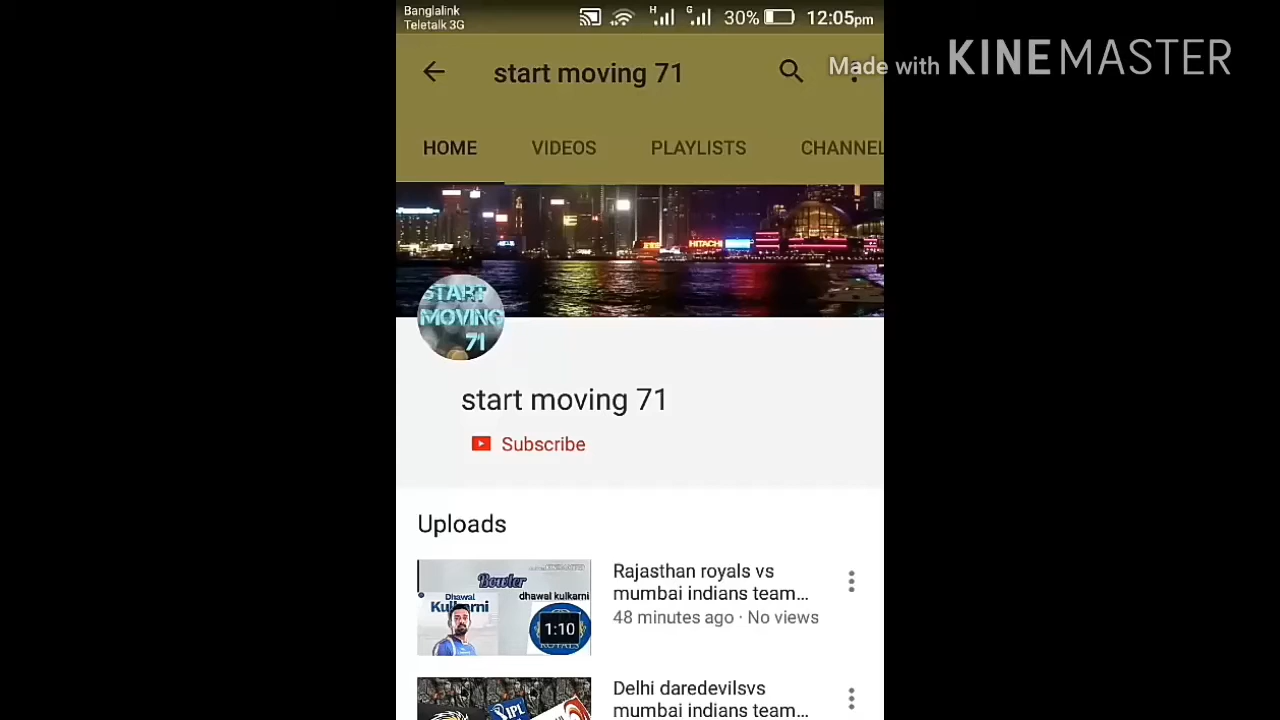 Banglalink
Teletalk 3G
H
G
30%
12:05pm
Made with KINEMASTER
start moving 71
HOME
VIDEOS
PLAYLISTS
CHANNEL
HITACHI
START
MOVING
71
start moving 71
Subscribe
Uploads
Bowler
Dhawal
Kulkarni
dhawal kulkarni
1:10
ROYALS
Rajasthan royals vs
mumbai indians team...
48 minutes ago · No views
IPL
Delhi daredevilsvs
mumbai indians team...